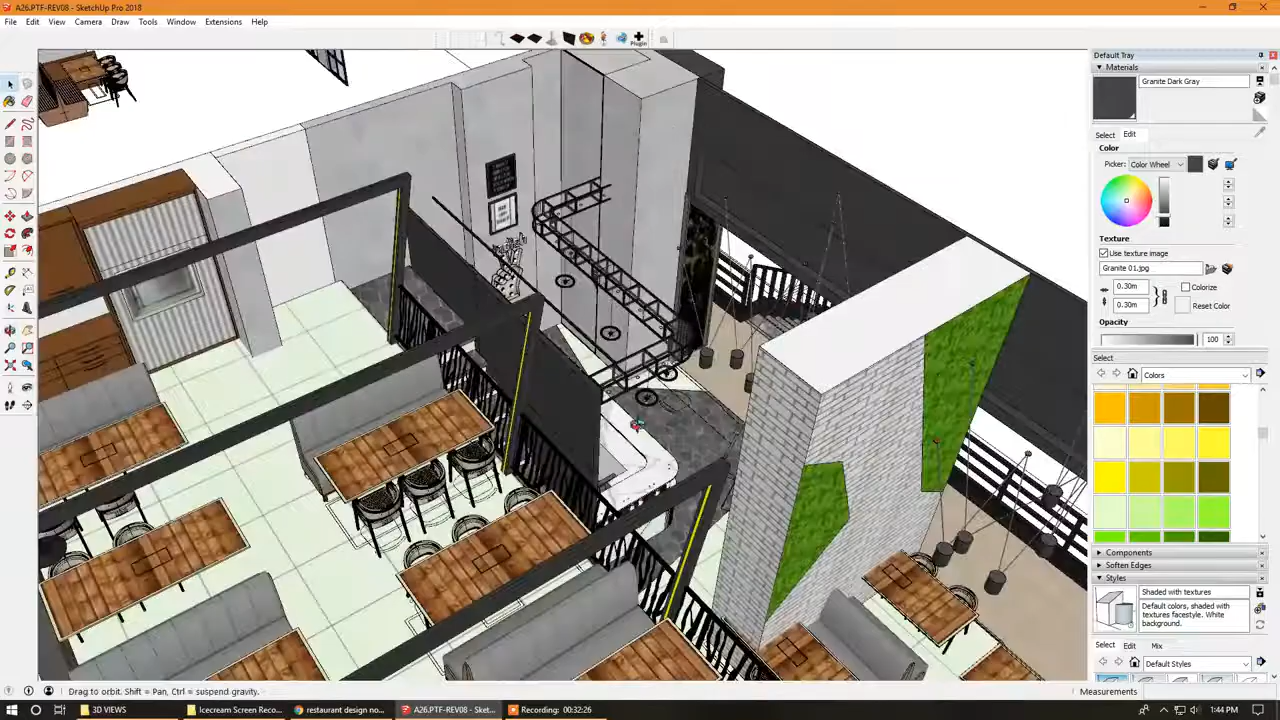 A26.PTF-REV08 - SketchUp Pro 2018
File Edit View Camera Draw Tools Window Extensions Help
Plugin
Default Tray
Materials
Granite Dark Gray
Select Edit
Color
Picker: Color Wheel
Texture
Use texture image
Granite 01.jpg
0.30m
Colorize
0.30m
Reset Color
Opacity
100
Select
Colors
Components
Soften Edges
Styles
Shaded with textures
Default colors, shaded with
textures facestyle. White
background.
Select Edit Mix
Default Styles
Drag to orbit. Shift = Pan, Ctrl = suspend gravity.
Measurements
3D VIEWS
Icecream Screen Reco...
restaurant design no...
A26.PTF-REV08 - Sket...
Recording: 00:32:26
1:44 PM